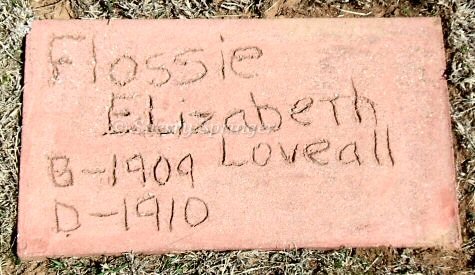 Flossie
ELizabeth
Loveall
B-1909
D-1910